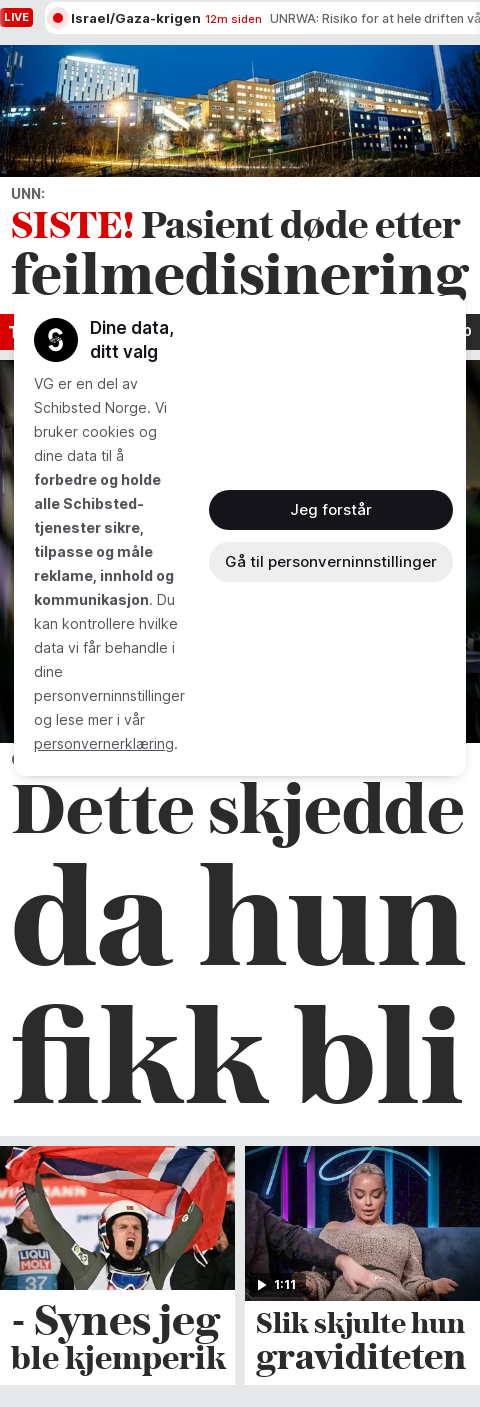 LIVE
Israel/Gaza-krigen 12m siden UNRWA: Risiko for at hele driften
UNN:
SISTE! Pasient døde etter
feilmedisinering
Dine data,
ditt valg
VG er en del av
Schibsted Norge. Vi
bruker cookies og
dine data til å
forbedre og holde
alle Schibsted-
tjenester sikre,
tilpasse og måle
reklame, innhold og
kommunikasjon. Du
kan kontrollere hvilke
data vi får behandle i
dine
personverninnstillinger
og lese mer i vår
personvernerklæring.
Jeg forstår
Gå til personverninnstillinger
Dette skjedde
da hun
fikk bli
37
LIQUI
MOLY
1:11
- Synes jeg
ble kjemperik
Slik skjulte hun
graviditeten